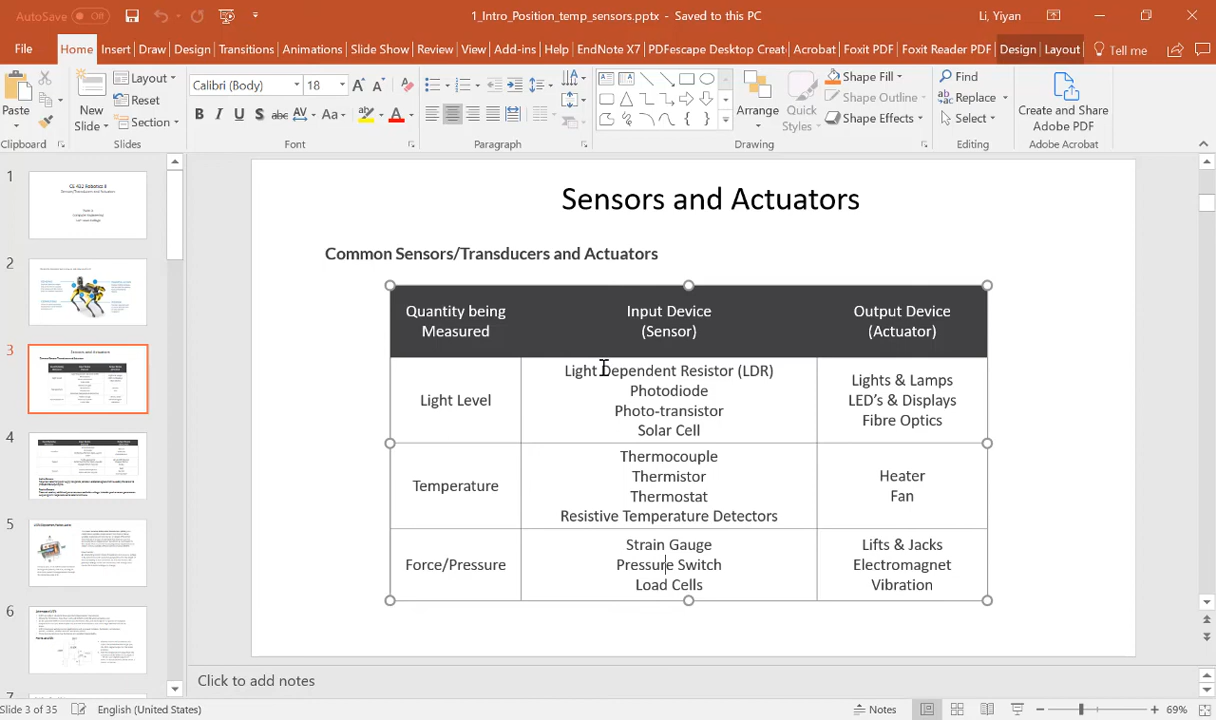 AutoSave Off
1_Intro_Position_temp_sensors.pptx - Saved to this PC
Li, Yiyan
File Home Insert Draw Design Transitions Animations Slide Show Review View Add-ins Help EndNote X7 PDFescape Desktop Creat Acrobat Foxit PDF Foxit Reader PDF Design Layout Tell me
Paste
New
Slide
Layout
Reset
Section
Calibri (Body) 18
Arrange
Quick
Styles
Shape Fill
Shape Outline
Shape Effects
Find
Replace
Select
Create and Share
Adobe PDF
Clipboard Slides Font Paragraph Drawing Editing Adobe Acrobat
1
2
3
4
5
6
7
Sensors and Actuators
Common Sensors/Transducers and Actuators
Quantity being
Measured
Input Device
(Sensor)
Output Device
(Actuator)
Light Level
Light Dependent Resistor (LDR)
Photodiode
Photo-transistor
Solar Cell
Lights & Lamps
LED's & Displays
Fibre Optics
Temperature
Thermocouple
Thermistor
Thermostat
Resistive Temperature Detectors
Heater
Fan
Force/Pressure
Strain Gauge
Pressure Switch
Load Cells
Lifts & Jacks
Electromagnet
Vibration
Click to add notes
Slide 3 of 35 English (United States) Notes 69%